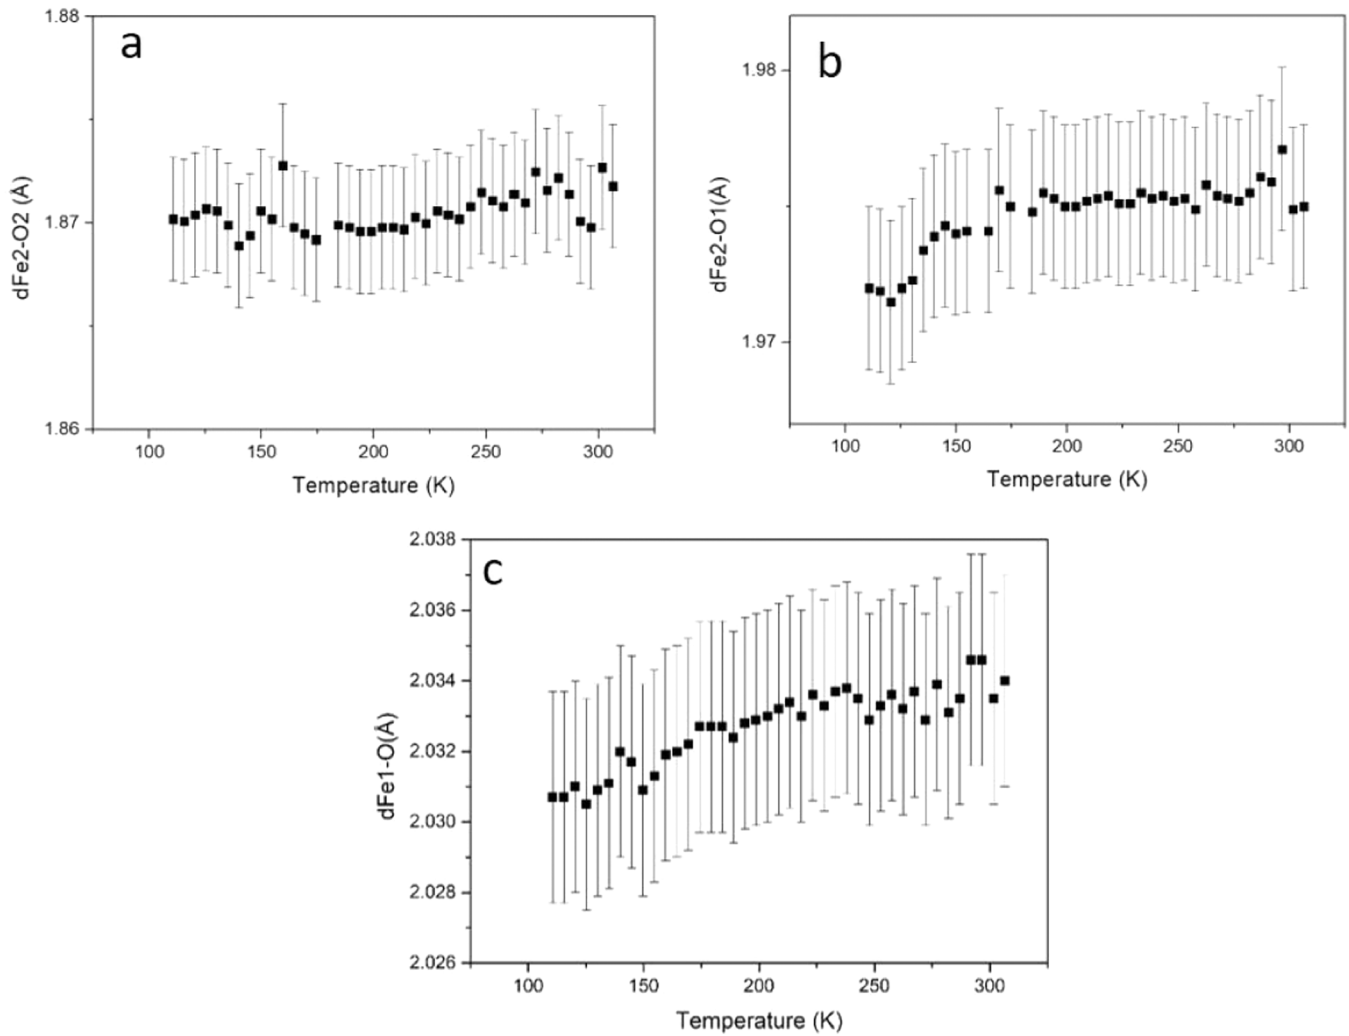 a
1.88
1.87
1.86
dFe2-O2 (Å)
100 150 200 250 300
Temperature (K)
b
1.98
1.97
dFe2-O1(Å)
100 150 200 250 300
Temperature (K)
c
2.038
2.036
2.034
2.032
2.030
2.028
2.026
dFe1-O(Å)
100 150 200 250 300
Temperature (K)